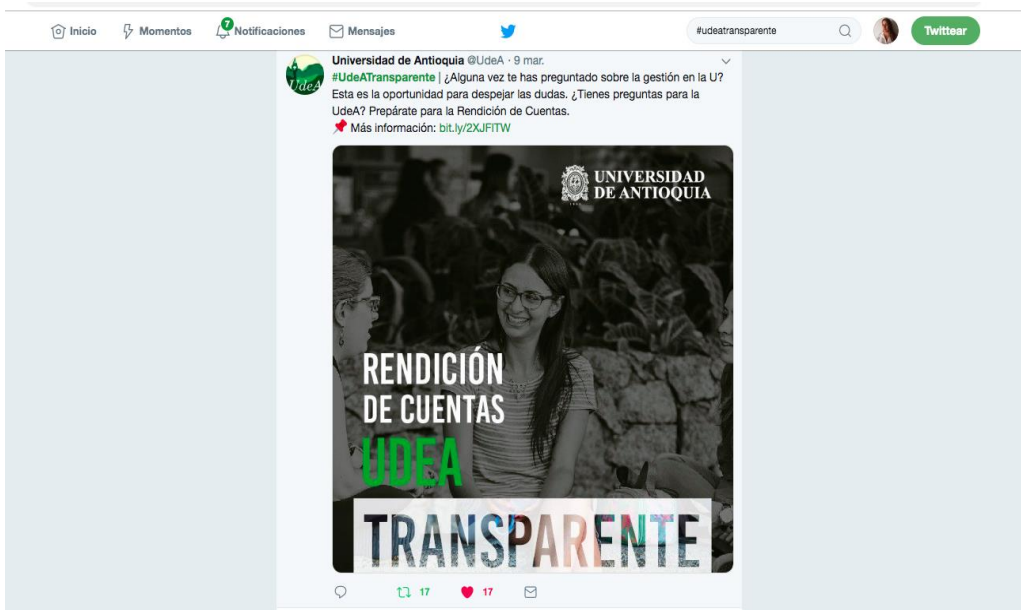 Inicio Momentos 7 Notificaciones Mensajes #udeatransparente Twittear
UdeA
Universidad de Antioquia @UdeA · 9 mar.
#UdeATransparente | ¿Alguna vez te has preguntado sobre la gestión en la U?
Esta es la oportunidad para despejar las dudas. ¿Tienes preguntas para la
UdeA? Prepárate para la Rendición de Cuentas.
Más información: bit.ly/2XJFlTW
UNIVERSIDAD
DE ANTIOQUIA
RENDICIÓN
DE CUENTAS
UDEA
TRANSPARENTE
17 17